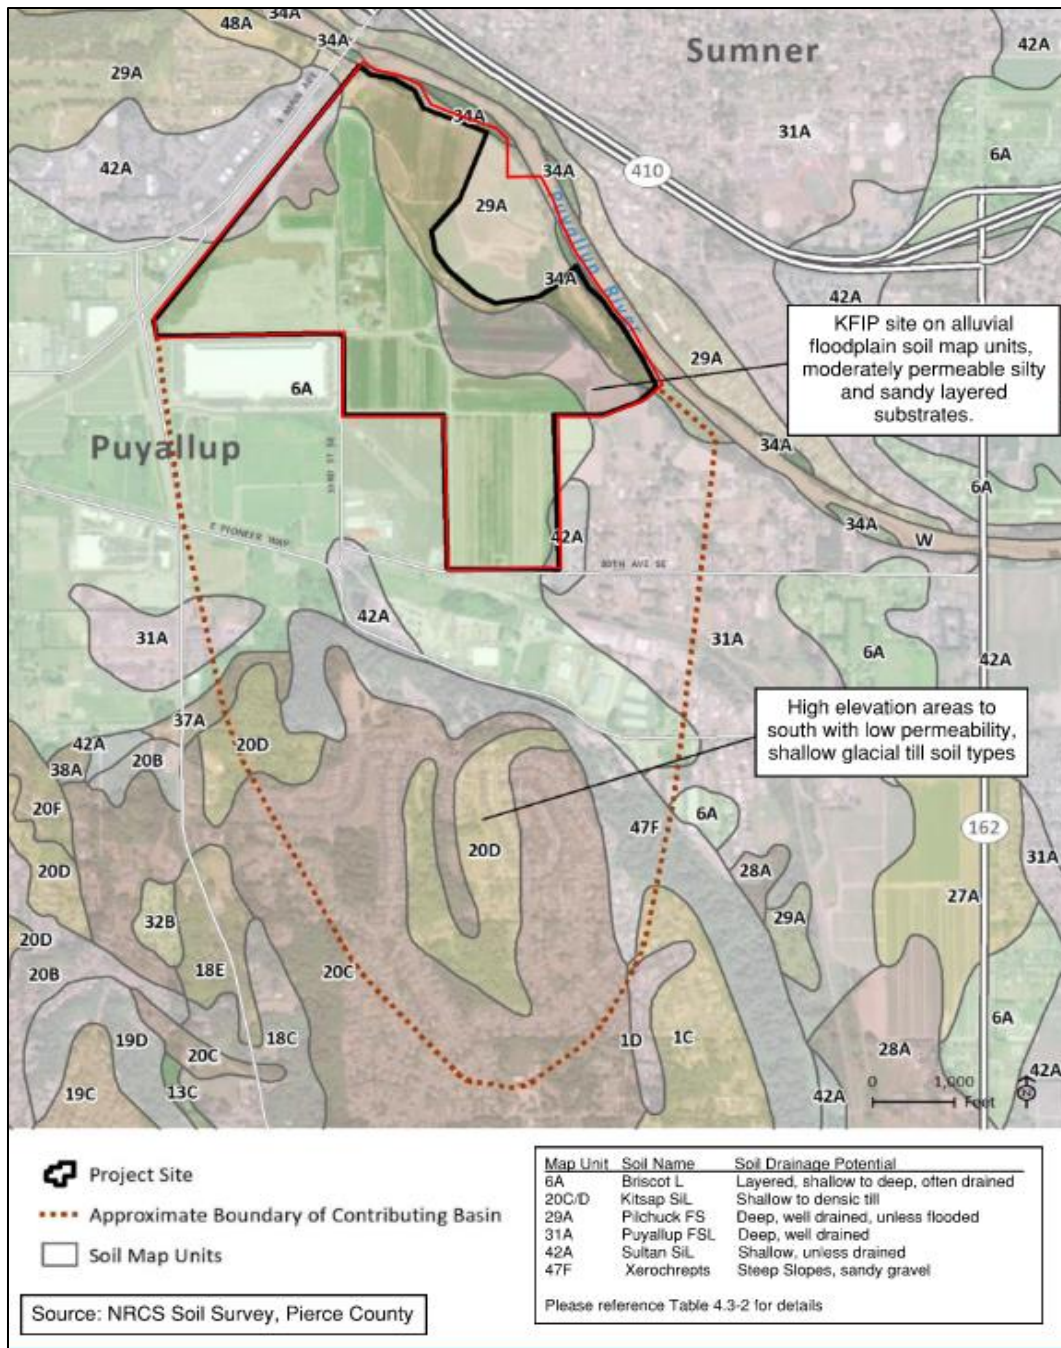 34A
48A
34A
Sumner
42A
29A
E MAIN AVE
34A
31A
6A
42A
34A
410
29A
Puyallup River
34A
42A
KFIP site on alluvial
floodplain soil map units,
moderately permeable silty
and sandy layered
substrates.
29A
6A
Puyallup
33RD ST SE
34A
6A
E PIONEER WAY
42A
34A
W
80TH AVE SE
42A
31A
31A
6A
42A
37A
High elevation areas to
south with low permeability,
shallow glacial till soil types
42A
20D
38A
20B
20F
47F
6A
162
20D
20D
28A
31A
27A
32B
29A
20D
20B
18E
20C
19D
18C
1D
1C
6A
20C
28A
19C
13C
42A
42A
0 1,000
Feet
N
Project Site
Approximate Boundary of Contributing Basin
Soil Map Units
Source: NRCS Soil Survey, Pierce County
Map Unit Soil Name Soil Drainage Potential
6A Briscot L Layered, shallow to deep, often drained
20C/D Kitsap SiL Shallow to densic till
29A Pilchuck FS Deep, well drained, unless flooded
31A Puyallup FSL Deep, well drained
42A Sultan SiL Shallow, unless drained
47F Xerochrepts Steep Slopes, sandy gravel
Please reference Table 4.3-2 for details